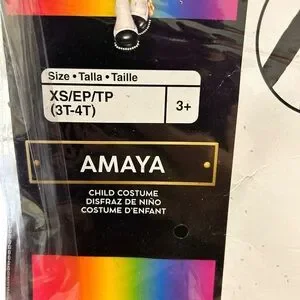 Size • Talla • Taille
XS/EP/TP
(3T-4T)
3+
AMAYA
CHILD COSTUME
DISFRAZ DE NIÑO
COSTUME D'ENFANT